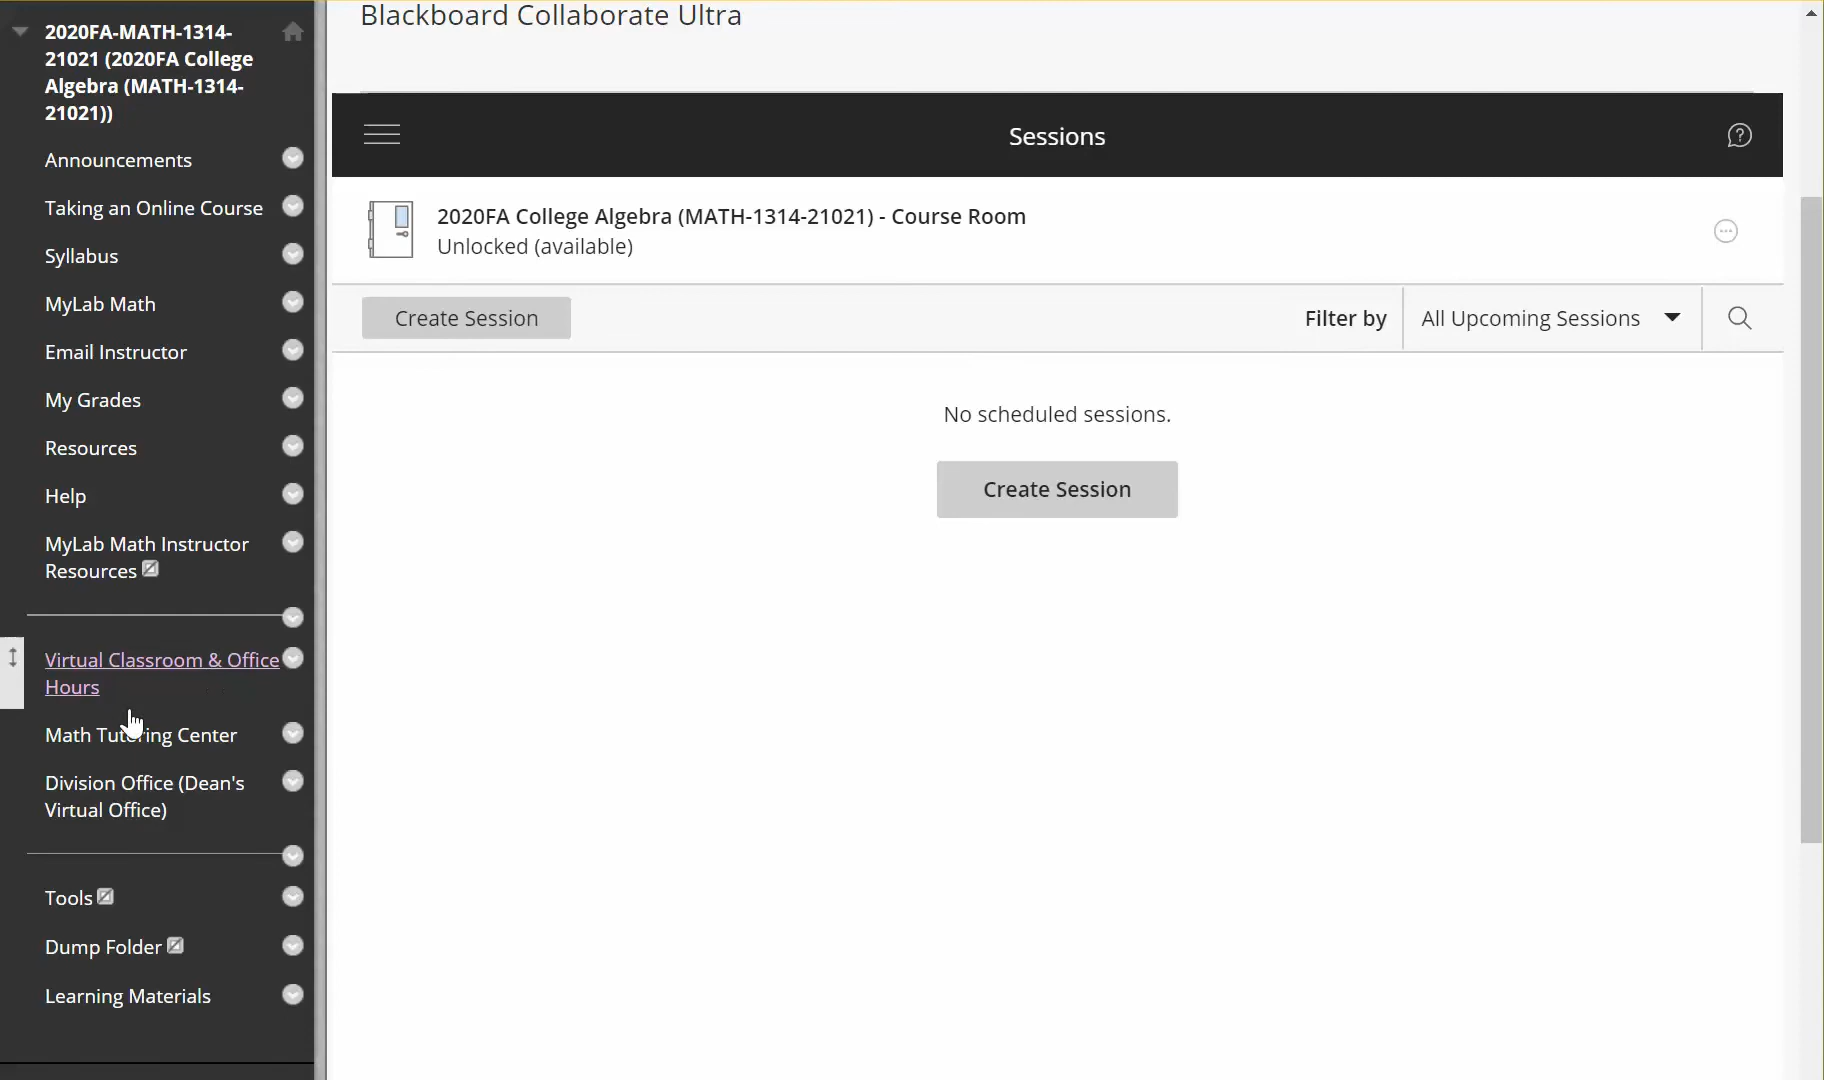 2020FA-MATH-1314-
21021 (2020FA College
Algebra (MATH-1314-
21021))
Announcements
Taking an Online Course
Syllabus
MyLab Math
Email Instructor
My Grades
Resources
Help
MyLab Math Instructor
Resources
Virtual Classroom & Office
Hours
Math Tutoring Center
Division Office (Dean's
Virtual Office)
Tools
Dump Folder
Learning Materials
Blackboard Collaborate Ultra
Sessions
2020FA College Algebra (MATH-1314-21021) - Course Room
Unlocked (available)
Create Session
Filter by
All Upcoming Sessions
No scheduled sessions.
Create Session